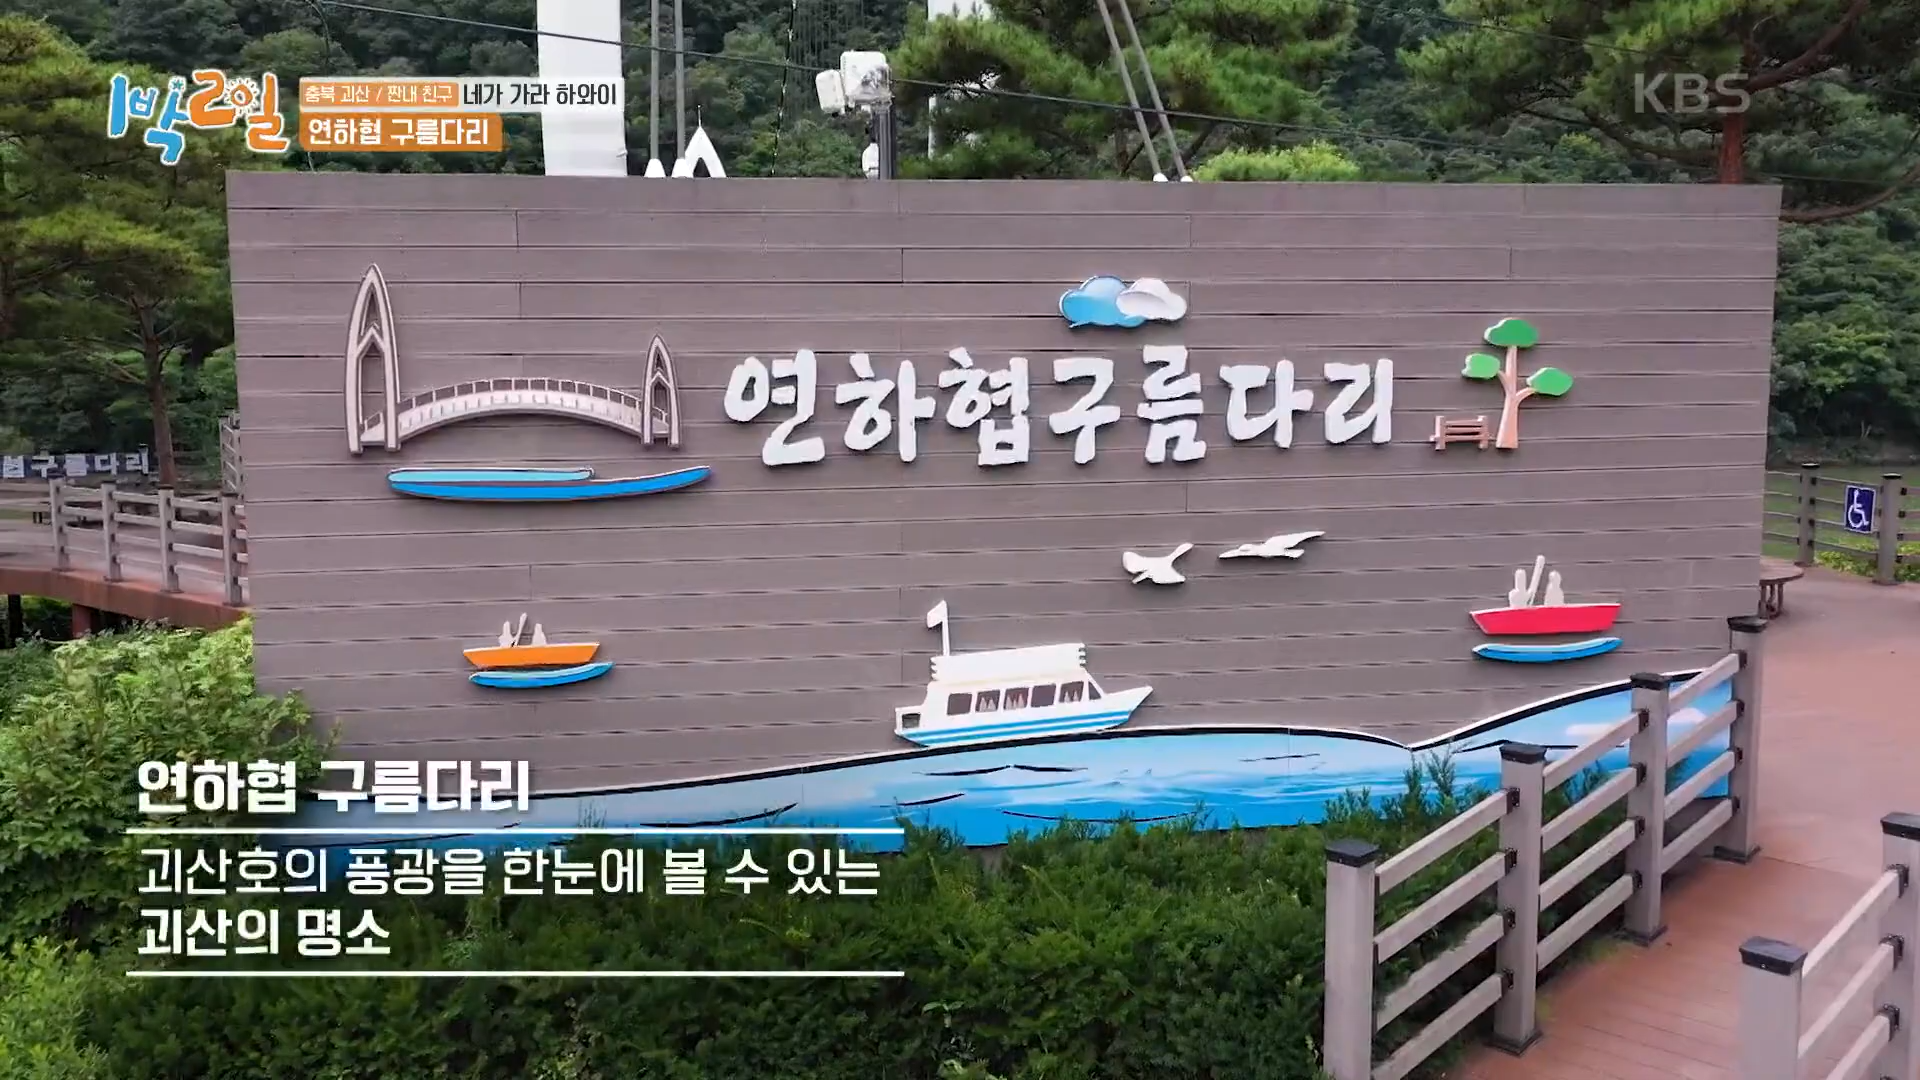 1박2일
충북 괴산 / 짠내 친구 네가 가라 하와이
연하협 구름다리
KBS
연하협구름다리
구름다리
연하협 구름다리
괴산호의 풍광을 한눈에 볼 수 있는
괴산의 명소